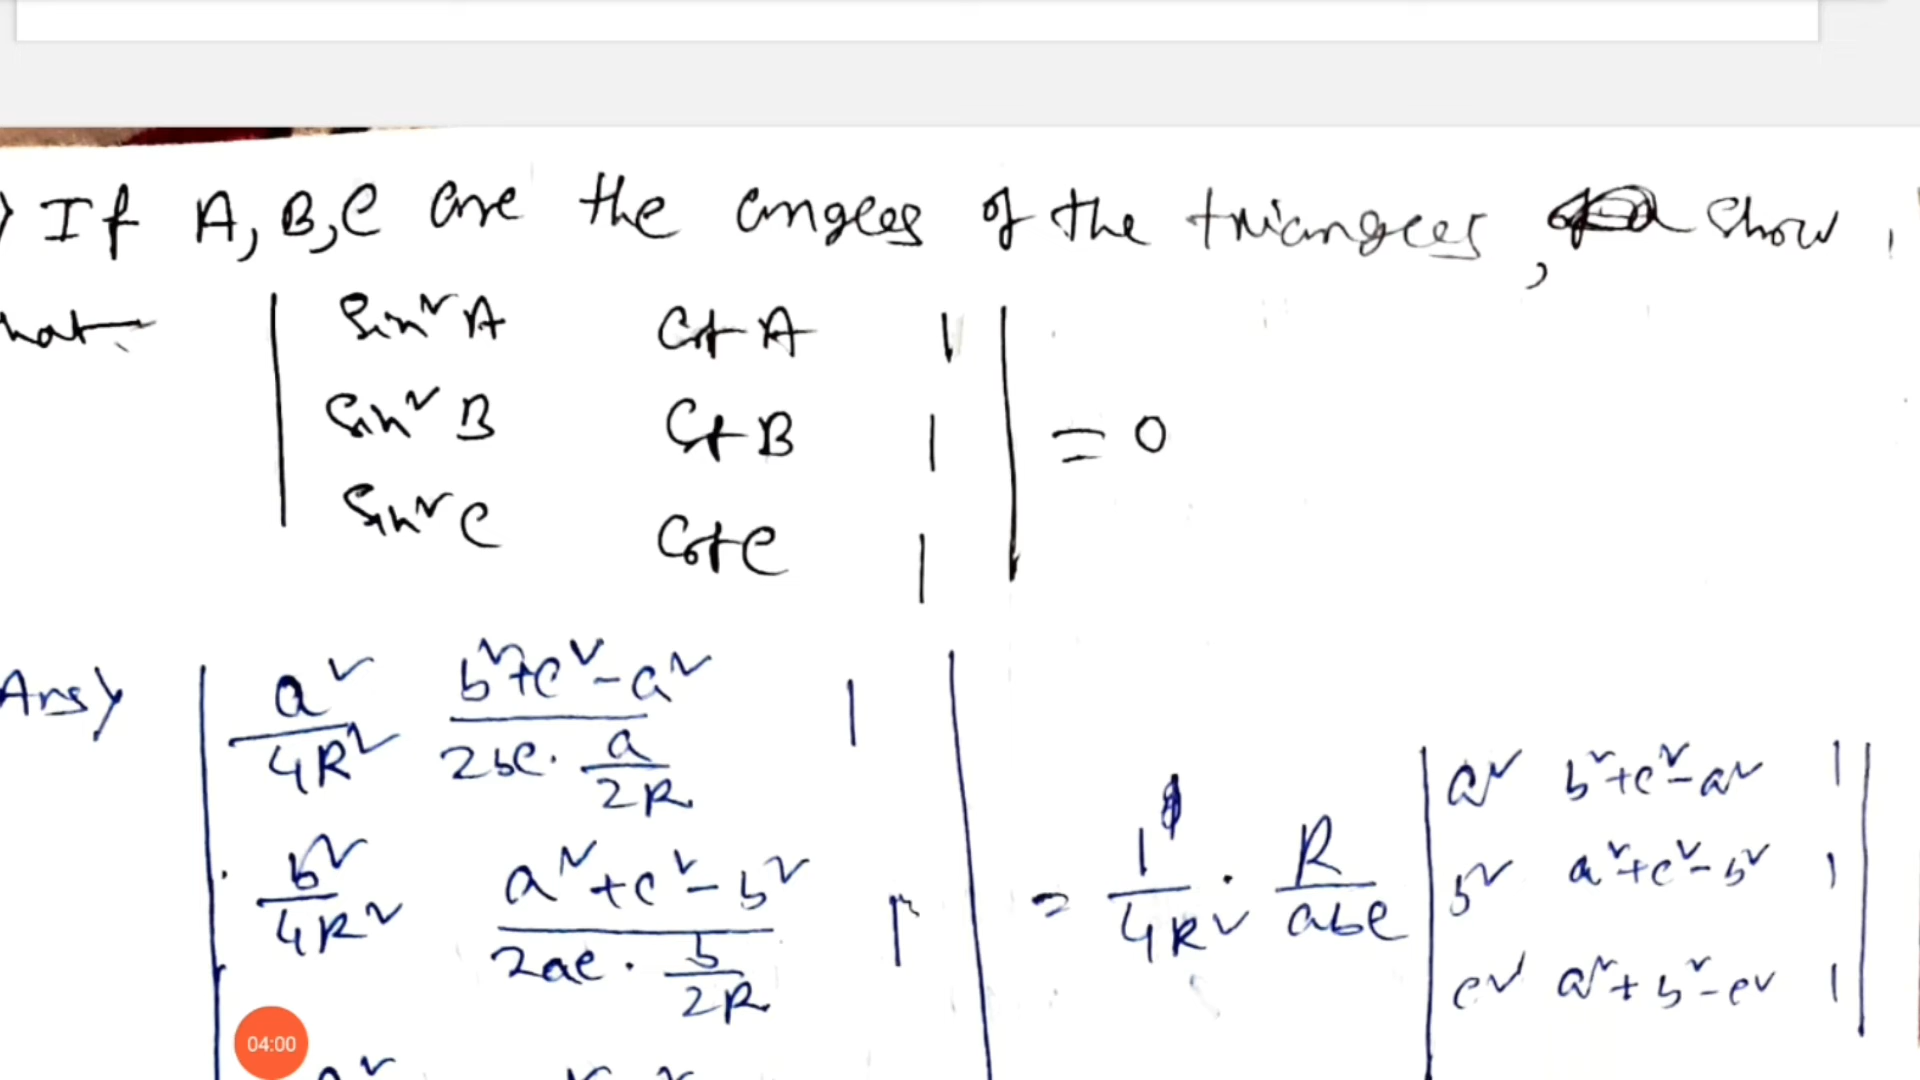 If A, B, C are the angles of the triangles, show
hat
| sin²A cot A 1 |
| sin²B cot B 1 | = 0
| sin²C cot C 1 |
Ans> | a²/4R² (b²+c²-a²)/(2bc · a/2R) 1 |
| b²/4R² (a²+c²-b²)/(2ac · b/2R) 1 | = 1/4R² · R/abc | a² b²+c²-a² 1 |
| b² a²+c²-b² 1 |
| c² a²+b²-c² 1 |
04:00